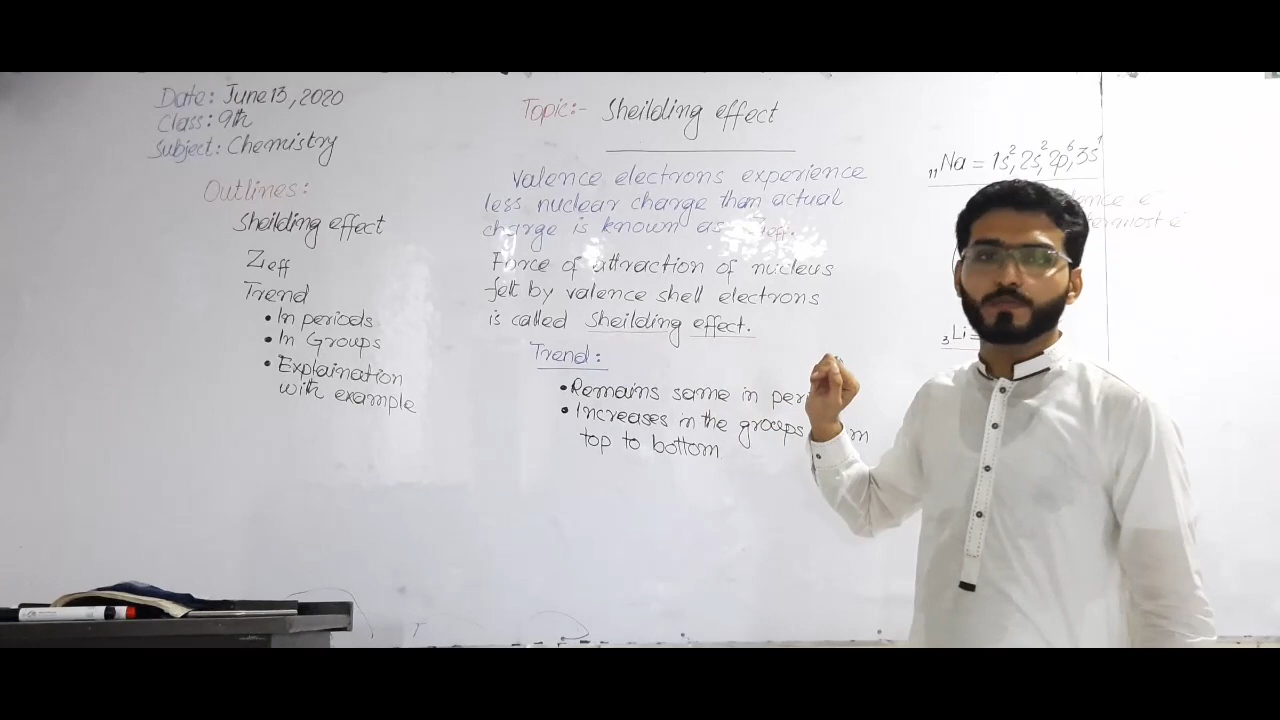 Date: June 13, 2020
Class: 9th
Subject: Chemistry
Outlines:
Sheilding effect
Zeff
Trend
• In periods
• In Groups
• Explaination
with example
Topic:- Sheilding effect
Valence electrons experience
less nuclear charge than actual
charge is known as Zeff.
Force of attraction of nucleus
felt by valence shell electrons
is called Sheilding effect.
Trend:
• Remains same in
• Increases in the groups
top to bottom
₁₁Na = 1s², 2s², 2p⁶, 3s¹
₃Li =